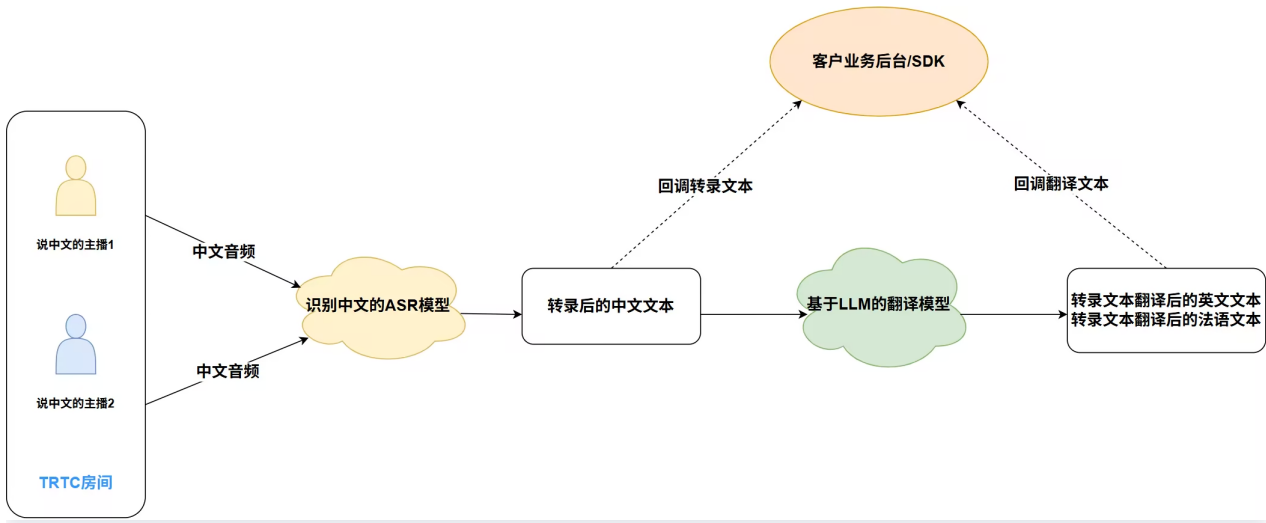 客户业务后台/SDK
回调转录文本
回调翻译文本
说中文的主播1
中文音频
识别中文的ASR模型
转录后的中文文本
基于LLM的翻译模型
转录文本翻译后的英文文本
转录文本翻译后的法语文本
中文音频
说中文的主播2
TRTC房间